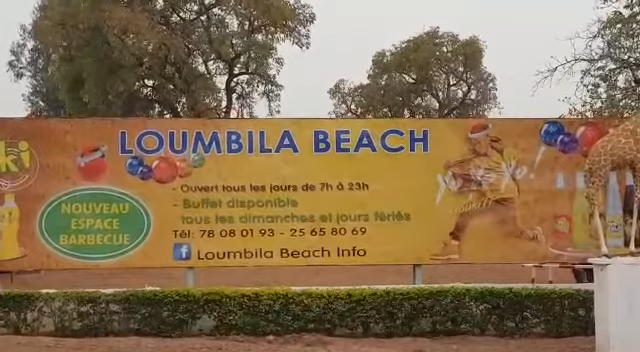 LOUMBILA BEACH
- Ouvert tous les jours de 7h à 23h
- Buffet disponible
tous les dimanches et jours fériés
Tél: 78 08 01 93 - 25 65 80 69
f Loumbila Beach Info
NOUVEAU
ESPACE
BARBECUE